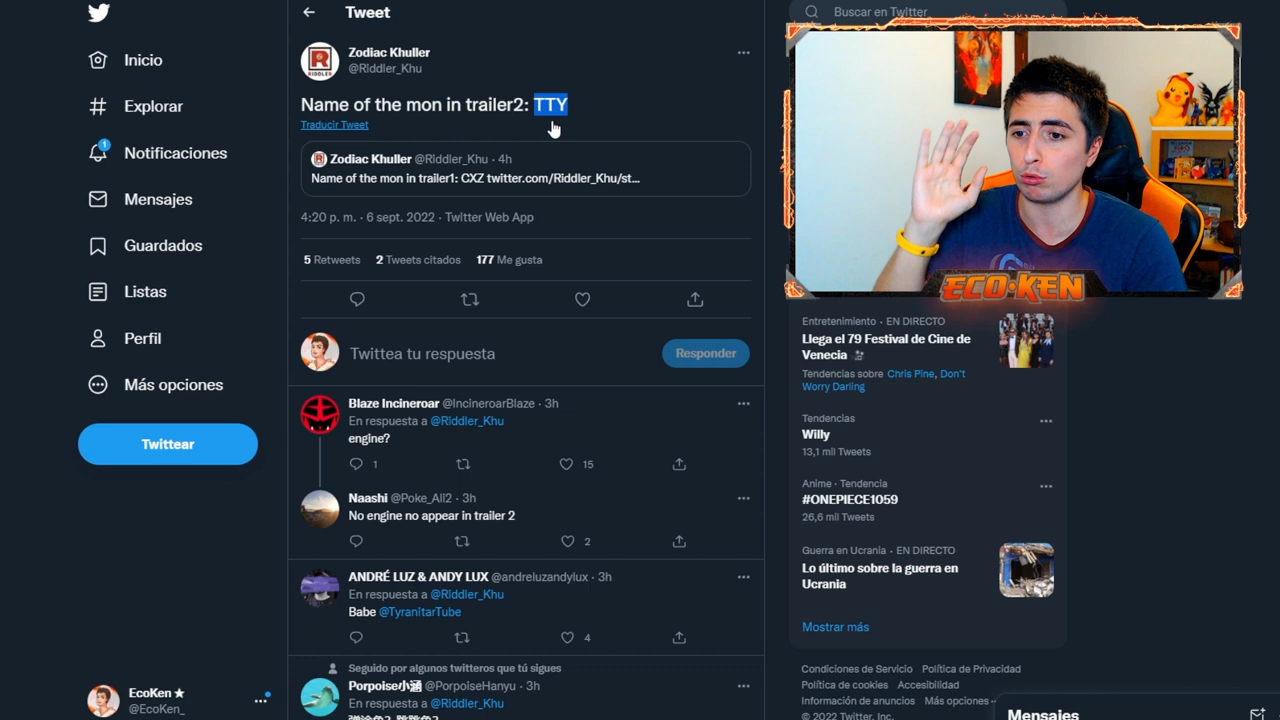 Tweet
Buscar en Twitter
Inicio
Explorar
1
Notificaciones
Mensajes
Guardados
Listas
Perfil
Más opciones
Twittear
EcoKen ★
@EcoKen_
RIDDLER
Zodiac Khuller
@Riddler_Khu
Name of the mon in trailer2: TTY
Traducir Tweet
Zodiac Khuller @Riddler_Khu · 4h
Name of the mon in trailer1: CXZ twitter.com/Riddler_Khu/st...
4:20 p. m. · 6 sept. 2022 · Twitter Web App
5 Retweets 2 Tweets citados 177 Me gusta
Twittea tu respuesta
Responder
Blaze Incineroar @IncineroarBlaze · 3h
En respuesta a @Riddler_Khu
engine?
1 15
Naashi @Poke_All2 · 3h
No engine no appear in trailer 2
2
ANDRÉ LUZ & ANDY LUX @andreluzandylux · 3h
En respuesta a @Riddler_Khu
Babe @TyranitarTube
4
Seguido por algunos twitteros que tú sigues
Porpoise小涵 @PorpoiseHanyu · 3h
En respuesta a @Riddler_Khu
ECO·KEN
Entretenimiento · EN DIRECTO
Llega el 79 Festival de Cine de
Venecia
Tendencias sobre Chris Pine, Don't
Worry Darling
Tendencias
Willy
13,1 mil Tweets
Anime · Tendencia
#ONEPIECE1059
26,6 mil Tweets
Guerra en Ucrania · EN DIRECTO
Lo último sobre la guerra en
Ucrania
Mostrar más
Condiciones de Servicio Política de Privacidad
Política de cookies Accesibilidad
Información de anuncios Más opciones
© 2022 Twitter, Inc.
Mensajes